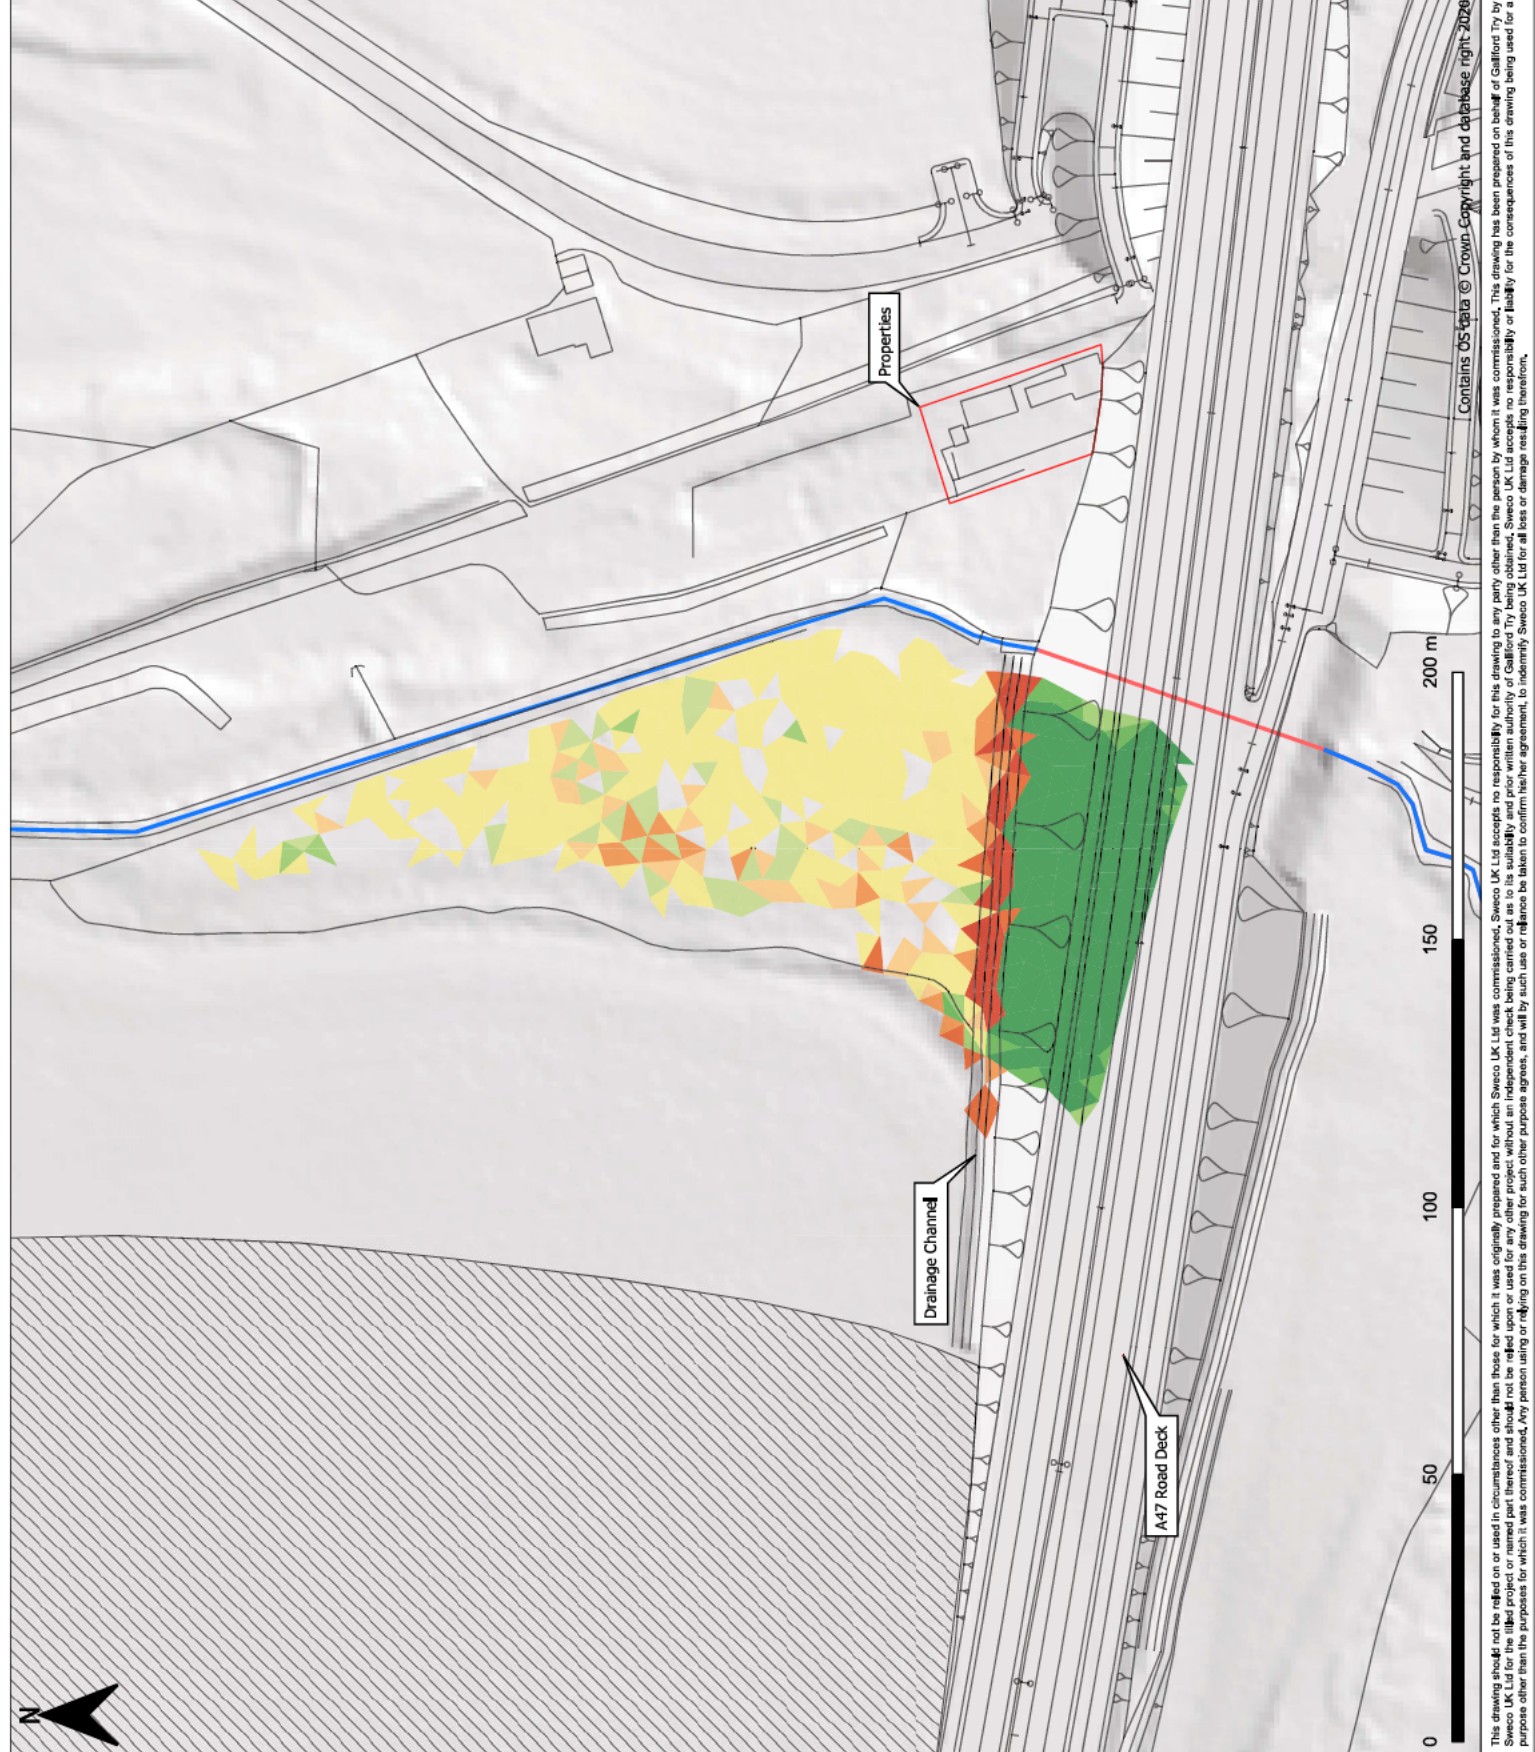 N
Properties
Drainage Channel
A47 Road Deck
0 50 100 150 200 m
Contains OS data © Crown Copyright and database right 2020
This drawing should not be relied on or used in circumstances other than those for which it was originally prepared and for which Sweco UK Ltd was commissioned. Sweco UK Ltd accepts no responsibility for this drawing to any party other than the person by whom it was commissioned. This drawing has been prepared on behalf of Galliford Try by
Sweco UK Ltd for the titled project or named part thereof and should not be relied upon or used for any other project without an independent check being carried out as to its suitability and prior written authority of Galliford Try being obtained. Sweco UK Ltd accepts no responsibility or liability for the consequences of this drawing being used for a
purpose other than the purposes for which it was commissioned. Any person using or relying on this drawing for such other purpose agrees, and will by such use or reliance be taken to confirm his/her agreement, to indemnify Sweco UK Ltd for all loss or damage resulting therefrom.